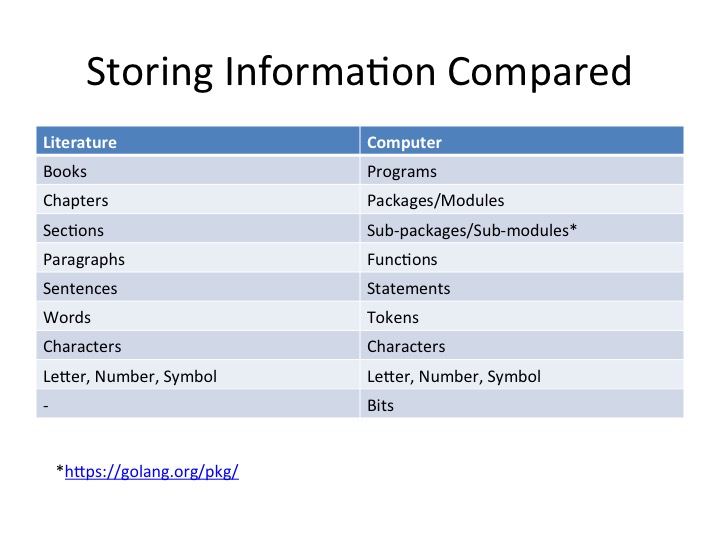 Storing Information Compared
Literature Computer
Books Programs
Chapters Packages/Modules
Sections Sub-packages/Sub-modules*
Paragraphs Functions
Sentences Statements
Words Tokens
Characters Characters
Letter, Number, Symbol Letter, Number, Symbol
- Bits
*https://golang.org/pkg/